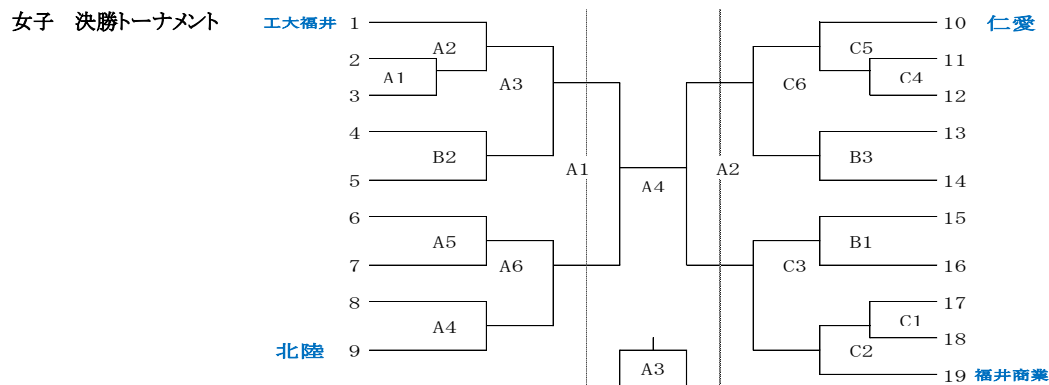 女子 決勝トーナメント
工大福井 1
2
3
4
5
6
7
8
北陸 9
A2
A1
A3
B2
A1
A5
A6
A4
A4
A3
A2
C5
C4
C6
B3
B1
C3
C1
C2
10 仁愛
11
12
13
14
15
16
17
18
19 福井商業